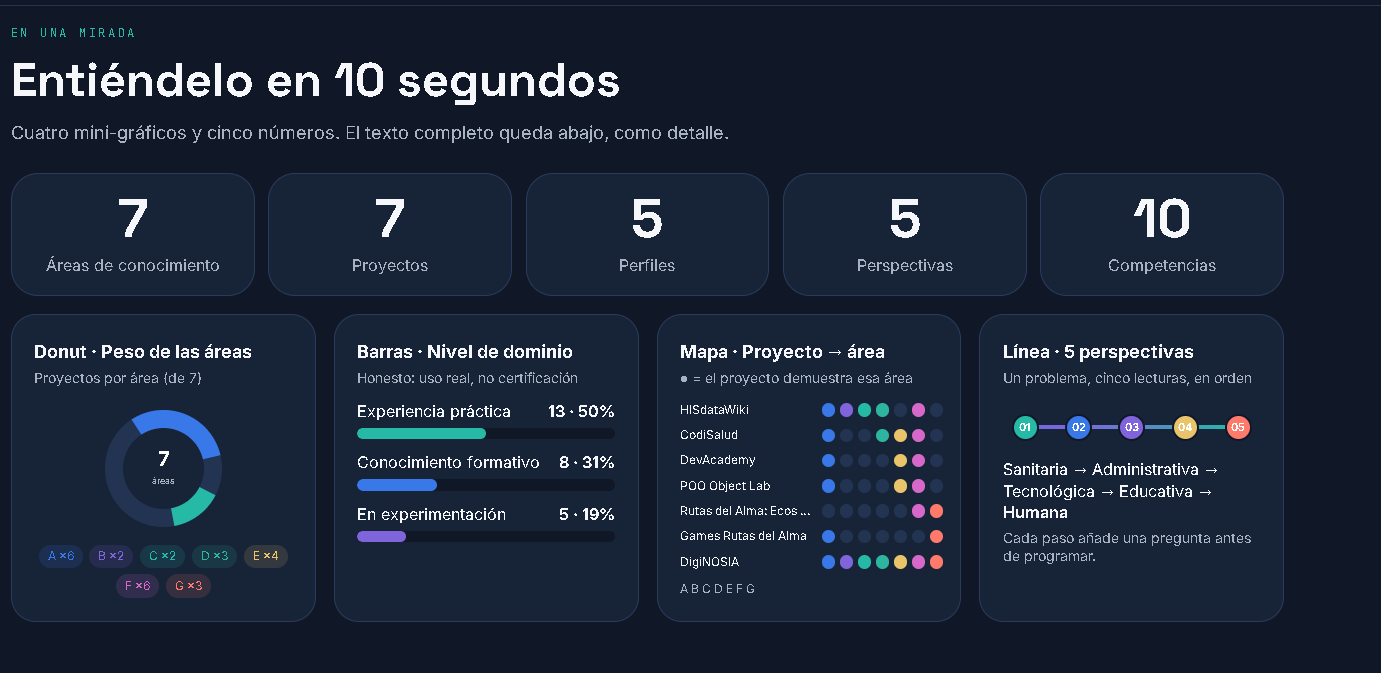 EN UNA MIRADA
Entiéndelo en 10 segundos
Cuatro mini-gráficos y cinco números. El texto completo queda abajo, como detalle.
7
Áreas de conocimiento
7
Proyectos
5
Perfiles
5
Perspectivas
10
Competencias
Donut · Peso de las áreas
Proyectos por área (de 7)
7
áreas
A ×6 B ×2 C ×2 D ×3 E ×4
F ×6 G ×3
Barras · Nivel de dominio
Honesto: uso real, no certificación
Experiencia práctica 13 · 50%
Conocimiento formativo 8 · 31%
En experimentación 5 · 19%
Mapa · Proyecto → área
● = el proyecto demuestra esa área
HISdataWiki
CodiSalud
DevAcademy
POO Object Lab
Rutas del Alma: Ecos ...
Games Rutas del Alma
DigiNOSIA
A B C D E F G
Línea · 5 perspectivas
Un problema, cinco lecturas, en orden
01 02 03 04 05
Sanitaria → Administrativa →
Tecnológica → Educativa →
Humana
Cada paso añade una pregunta antes
de programar.